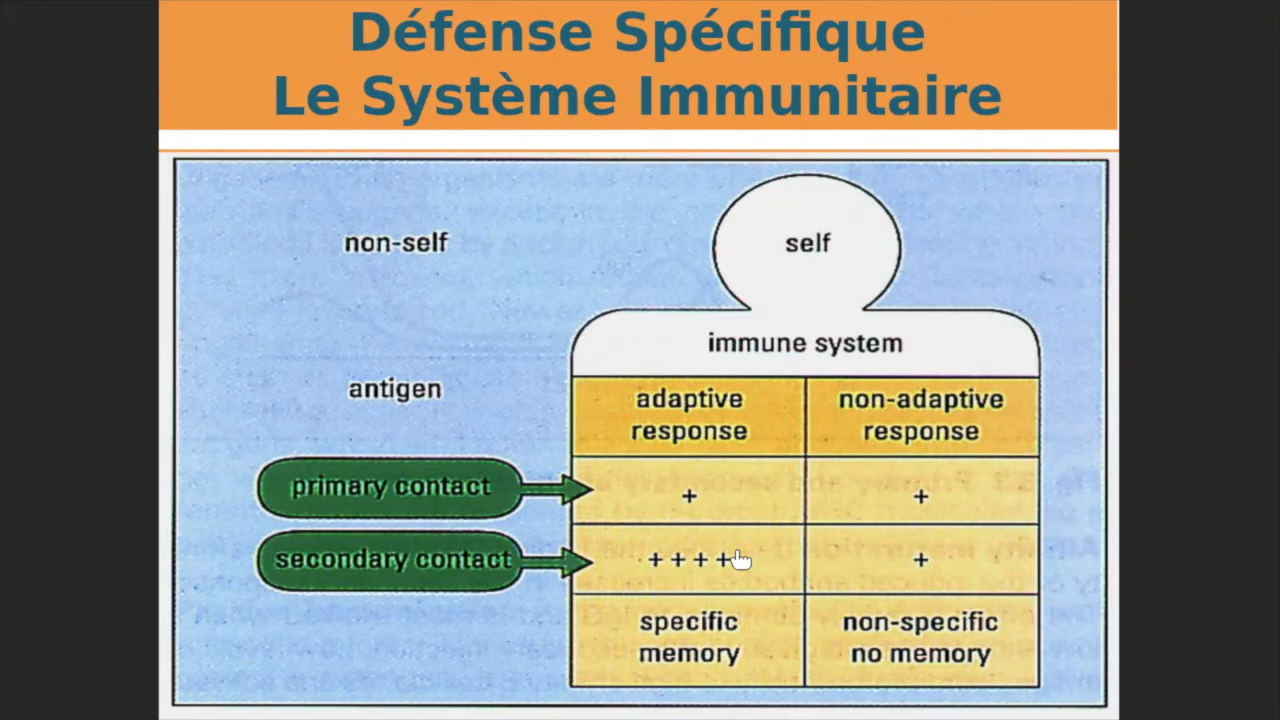 Défense Spécifique
Le Système Immunitaire
non-self
self
immune system
antigen
adaptive
response
non-adaptive
response
primary contact
+
+
secondary contact
++++
+
specific
memory
non-specific
no memory